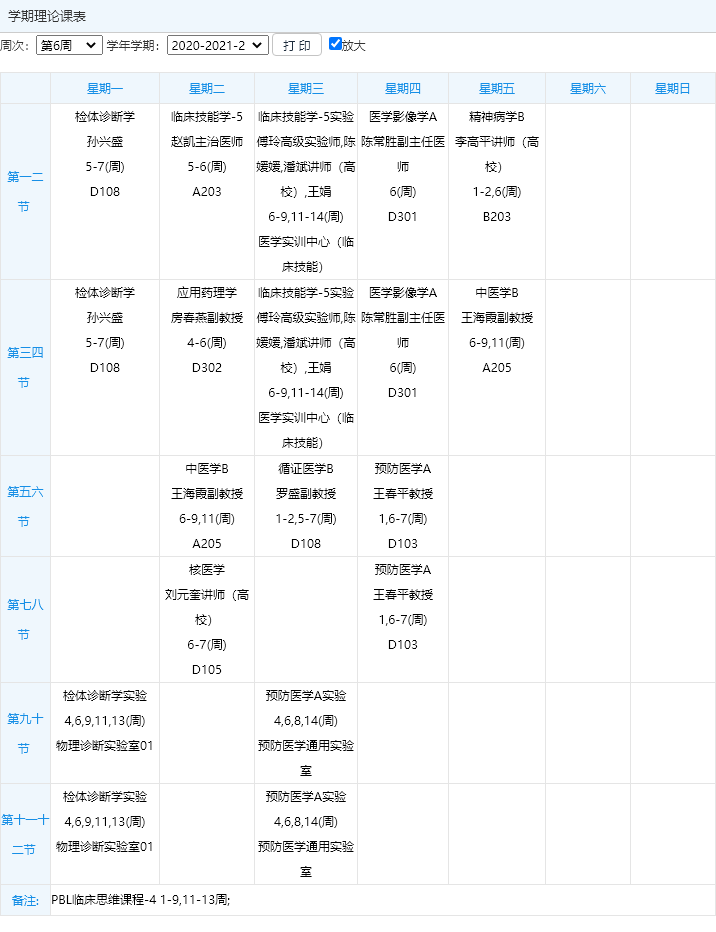 学期理论课表
周次: 第6周 学年学期: 2020-2021-2 打 印 放大
星期一 星期二 星期三 星期四 星期五 星期六 星期日
第一二
节
检体诊断学
孙兴盛
5-7(周)
D108
临床技能学-5
赵凯主治医师
5-6(周)
A203
临床技能学-5实验
傅玲高级实验师,陈
媛媛,潘斌讲师（高
校）,王娟
6-9,11-14(周)
医学实训中心（临
床技能）
医学影像学A
陈常胜副主任医
师
6(周)
D301
精神病学B
李高平讲师（高
校）
1-2,6(周)
B203
第三四
节
检体诊断学
孙兴盛
5-7(周)
D108
应用药理学
房春燕副教授
4-6(周)
D302
临床技能学-5实验
傅玲高级实验师,陈
媛媛,潘斌讲师（高
校）,王娟
6-9,11-14(周)
医学实训中心（临
床技能）
医学影像学A
陈常胜副主任医
师
6(周)
D301
中医学B
王海霞副教授
6-9,11(周)
A205
第五六
节
中医学B
王海霞副教授
6-9,11(周)
A205
循证医学B
罗盛副教授
1-2,5-7(周)
D108
预防医学A
王春平教授
1,6-7(周)
D103
第七八
节
核医学
刘元奎讲师（高
校）
6-7(周)
D105
预防医学A
王春平教授
1,6-7(周)
D103
第九十
节
检体诊断学实验
4,6,9,11,13(周)
物理诊断实验室01
预防医学A实验
4,6,8,14(周)
预防医学通用实验
室
第十一十
二节
检体诊断学实验
4,6,9,11,13(周)
物理诊断实验室01
预防医学A实验
4,6,8,14(周)
预防医学通用实验
室
备注: PBL临床思维课程-4 1-9,11-13周;